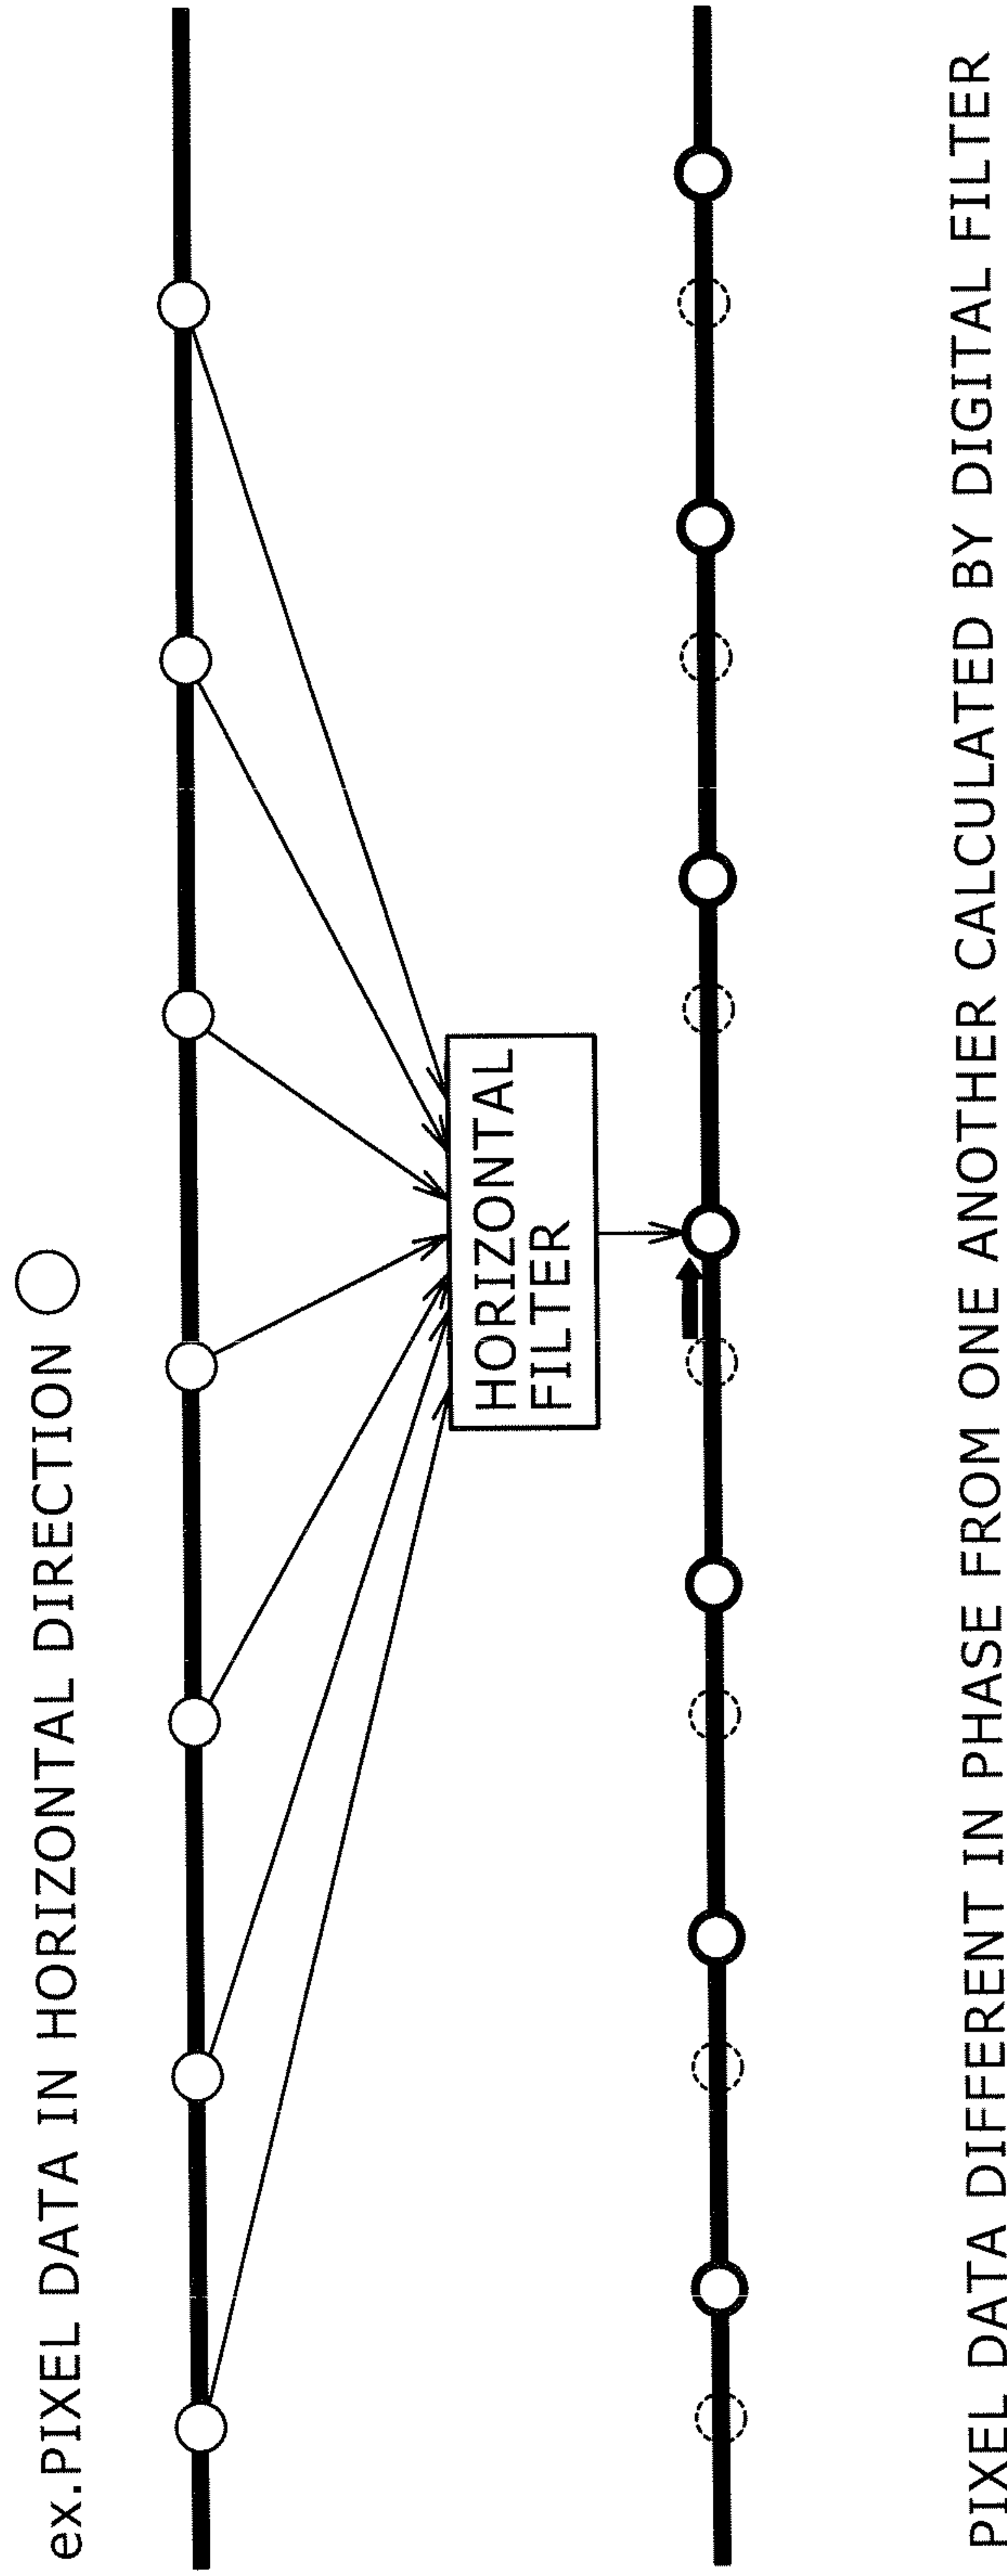 ex.PIXEL DATA IN HORIZONTAL DIRECTION
HORIZONTAL
FILTER
PIXEL DATA DIFFERENT IN PHASE FROM ONE ANOTHER CALCULATED BY DIGITAL FILTER